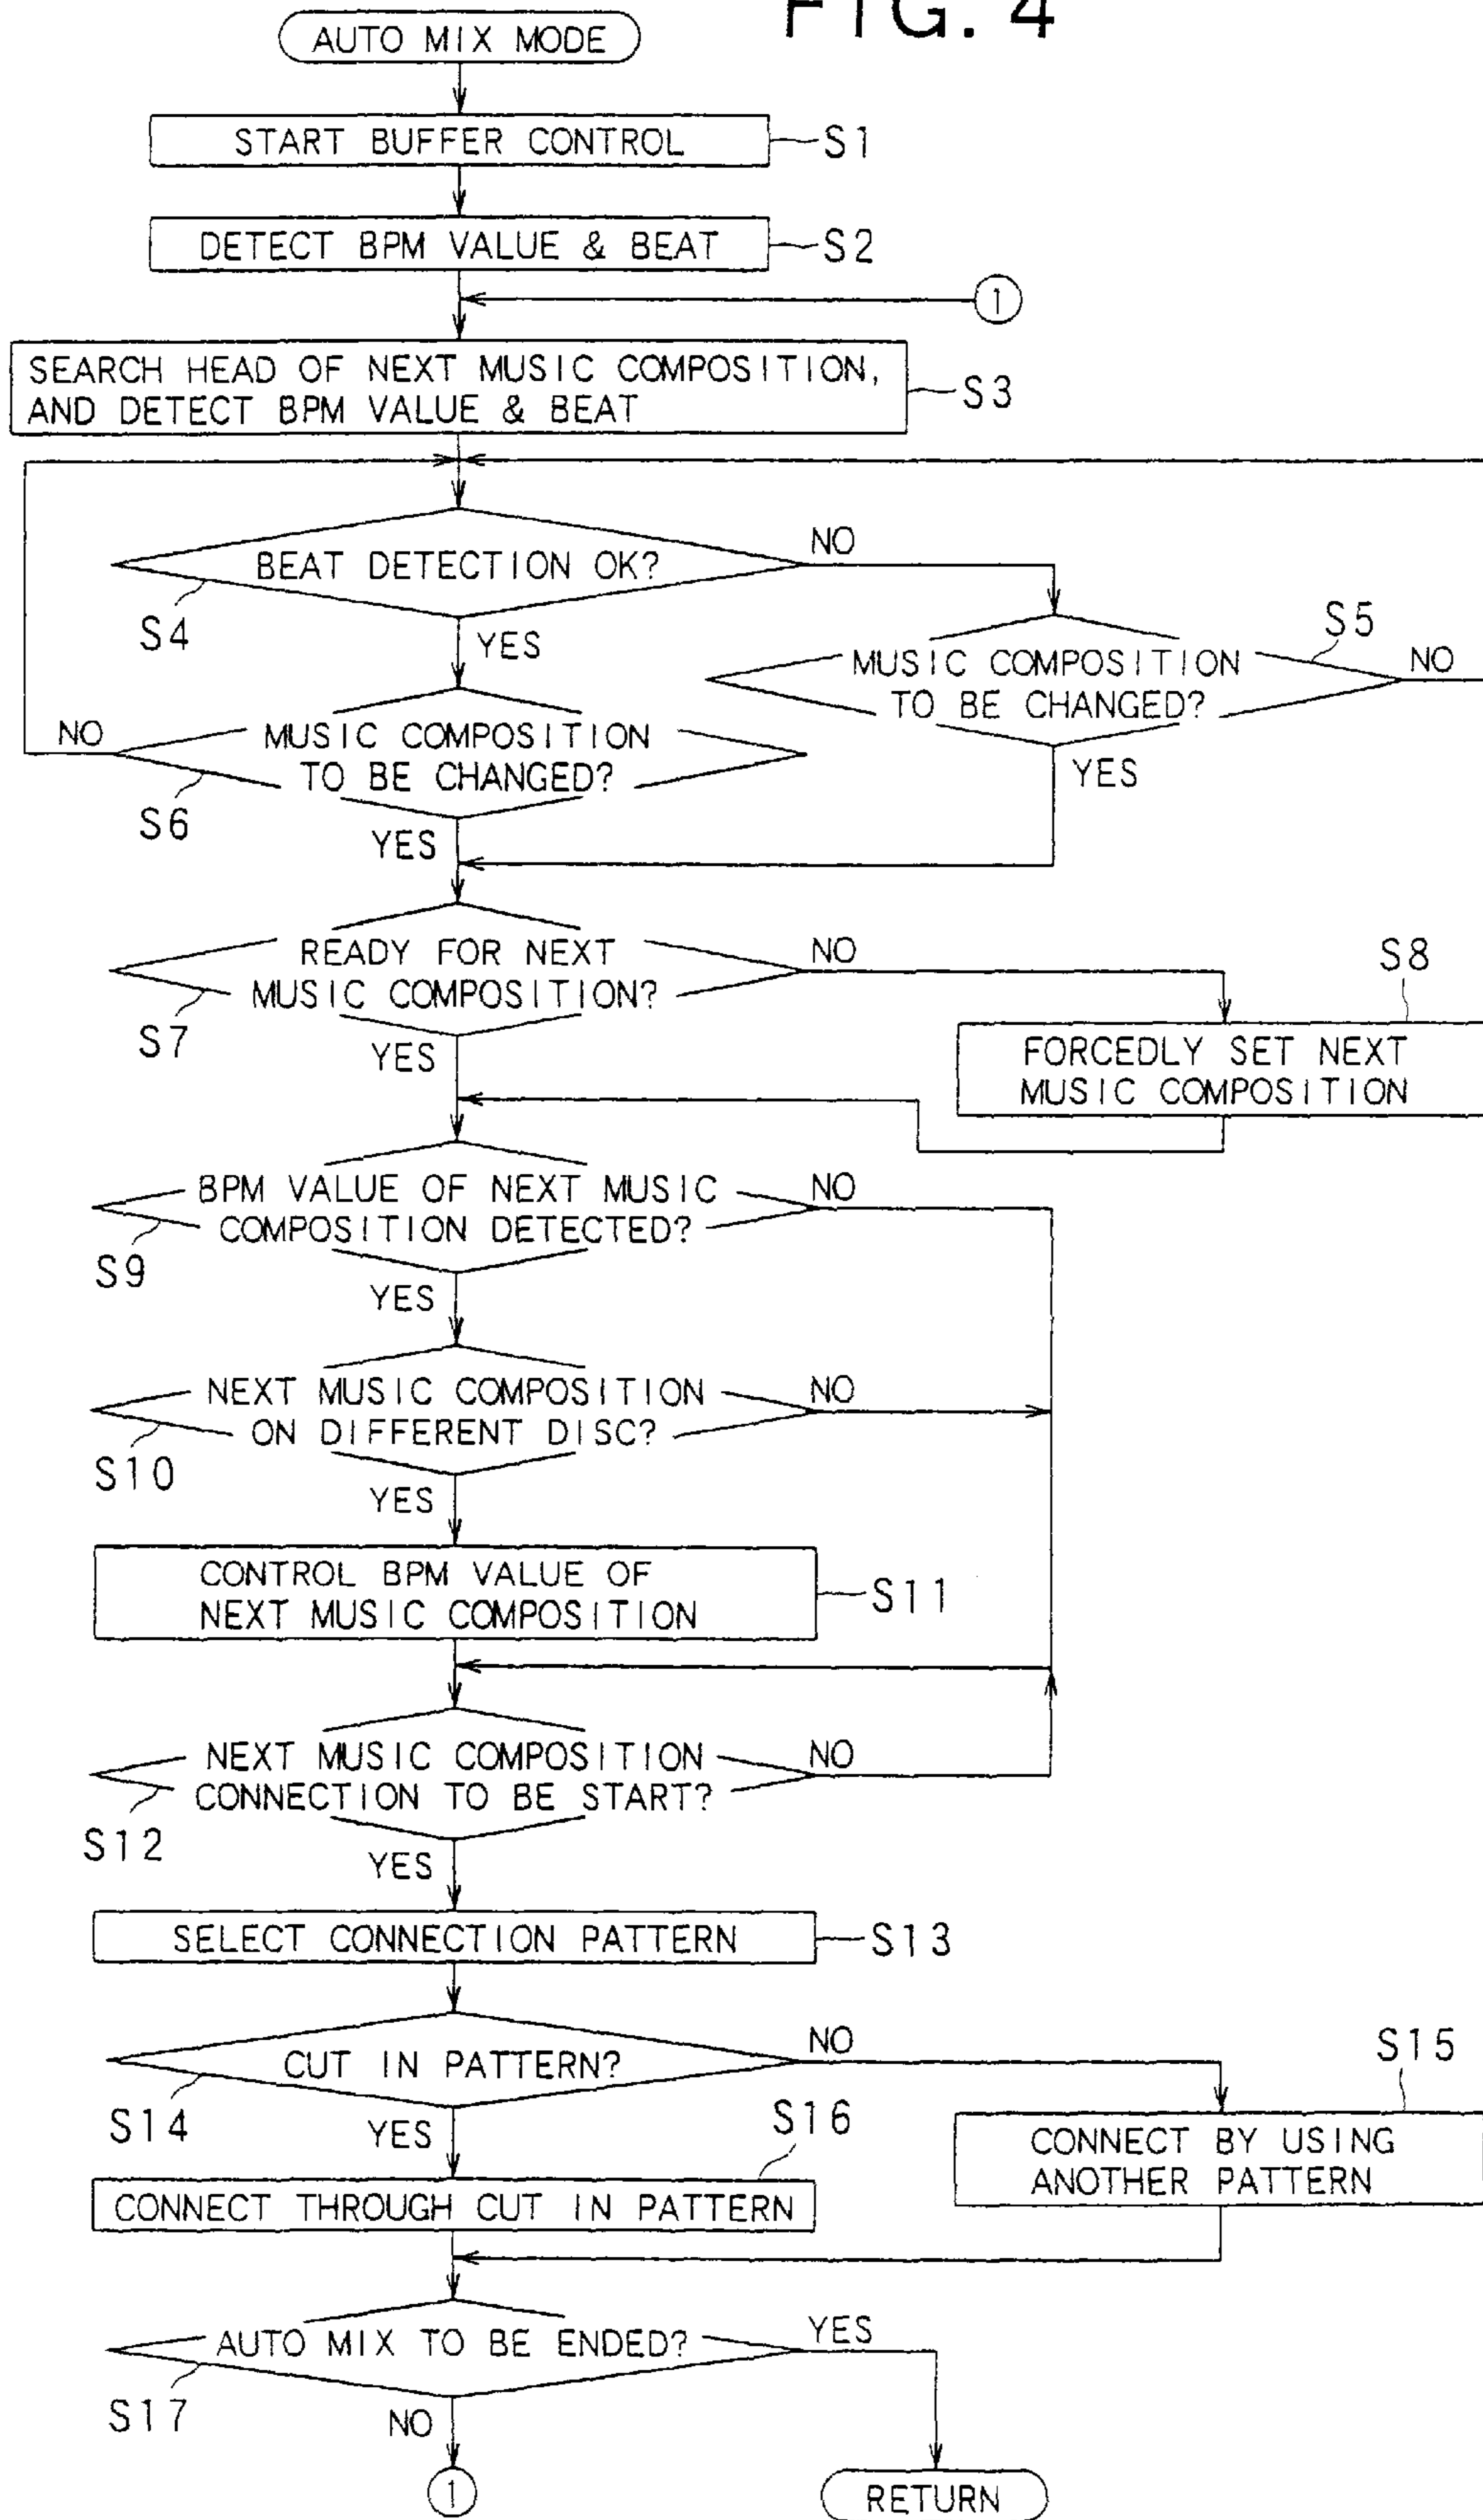 FIG. 4
AUTO MIX MODE
START BUFFER CONTROL
S1
DETECT BPM VALUE & BEAT
S2
1
SEARCH HEAD OF NEXT MUSIC COMPOSITION,
AND DETECT BPM VALUE & BEAT
S3
BEAT DETECTION OK?
NO
S4
YES
S5
MUSIC COMPOSITION
TO BE CHANGED?
NO
YES
MUSIC COMPOSITION
TO BE CHANGED?
NO
S6
YES
READY FOR NEXT
MUSIC COMPOSITION?
NO
S7
YES
S8
FORCEDLY SET NEXT
MUSIC COMPOSITION
BPM VALUE OF NEXT MUSIC
COMPOSITION DETECTED?
NO
S9
YES
NEXT MUSIC COMPOSITION
ON DIFFERENT DISC?
NO
S10
YES
CONTROL BPM VALUE OF
NEXT MUSIC COMPOSITION
S11
NEXT MUSIC COMPOSITION
CONNECTION TO BE START?
NO
S12
YES
SELECT CONNECTION PATTERN
S13
CUT IN PATTERN?
NO
S14
YES
S15
CONNECT BY USING
ANOTHER PATTERN
S16
CONNECT THROUGH CUT IN PATTERN
AUTO MIX TO BE ENDED?
YES
S17
NO
1
RETURN